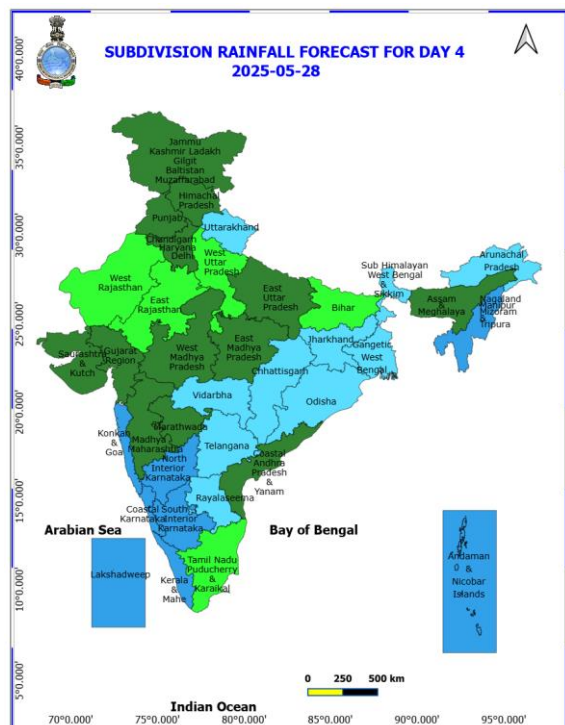 SUBDIVISION RAINFALL FORECAST FOR DAY 4
2025-05-28
40°0.000'
35°0.000'
30°0.000'
25°0.000'
20°0.000'
15°0.000'
10°0.000'
5°0.000'
Jammu
Kashmir Ladakh
Gilgit
Baltistan
Muzaffarabad
Himachal
Pradesh
Punjab
Uttarakhand
Chandigarh
Haryana
Delhi
West
Uttar Pradesh
Arunachal
Pradesh
Sub Himalayan
West Bengal
&
Sikkim
West
Rajasthan
East
Rajasthan
East
Uttar
Pradesh
Bihar
Assam
&
Meghalaya
Nagaland
Manipur
Mizoram
&
Tripura
Saurashtra
&
Kutch
Gujarat
Region
West
Madhya
Pradesh
East
Madhya
Pradesh
Jharkhand
Gangetic
West
Bengal
Chhattisgarh
Vidarbha
Odisha
Konkan
&
Goa
Madhya
Maharashtra
Marathwada
Telangana
North
Interior
Karnataka
Coastal
Andhra
Pradesh
&
Yanam
Rayalaseema
Coastal
Karnataka
South
Interior
Karnataka
Arabian Sea
Bay of Bengal
Lakshadweep
Kerala
&
Mahe
Tamil Nadu
Puducherry
&
Karaikal
Andaman
&
Nicobar
Islands
0 250 500 km
Indian Ocean
70°0.000' 75°0.000' 80°0.000' 85°0.000' 90°0.000' 95°0.000'